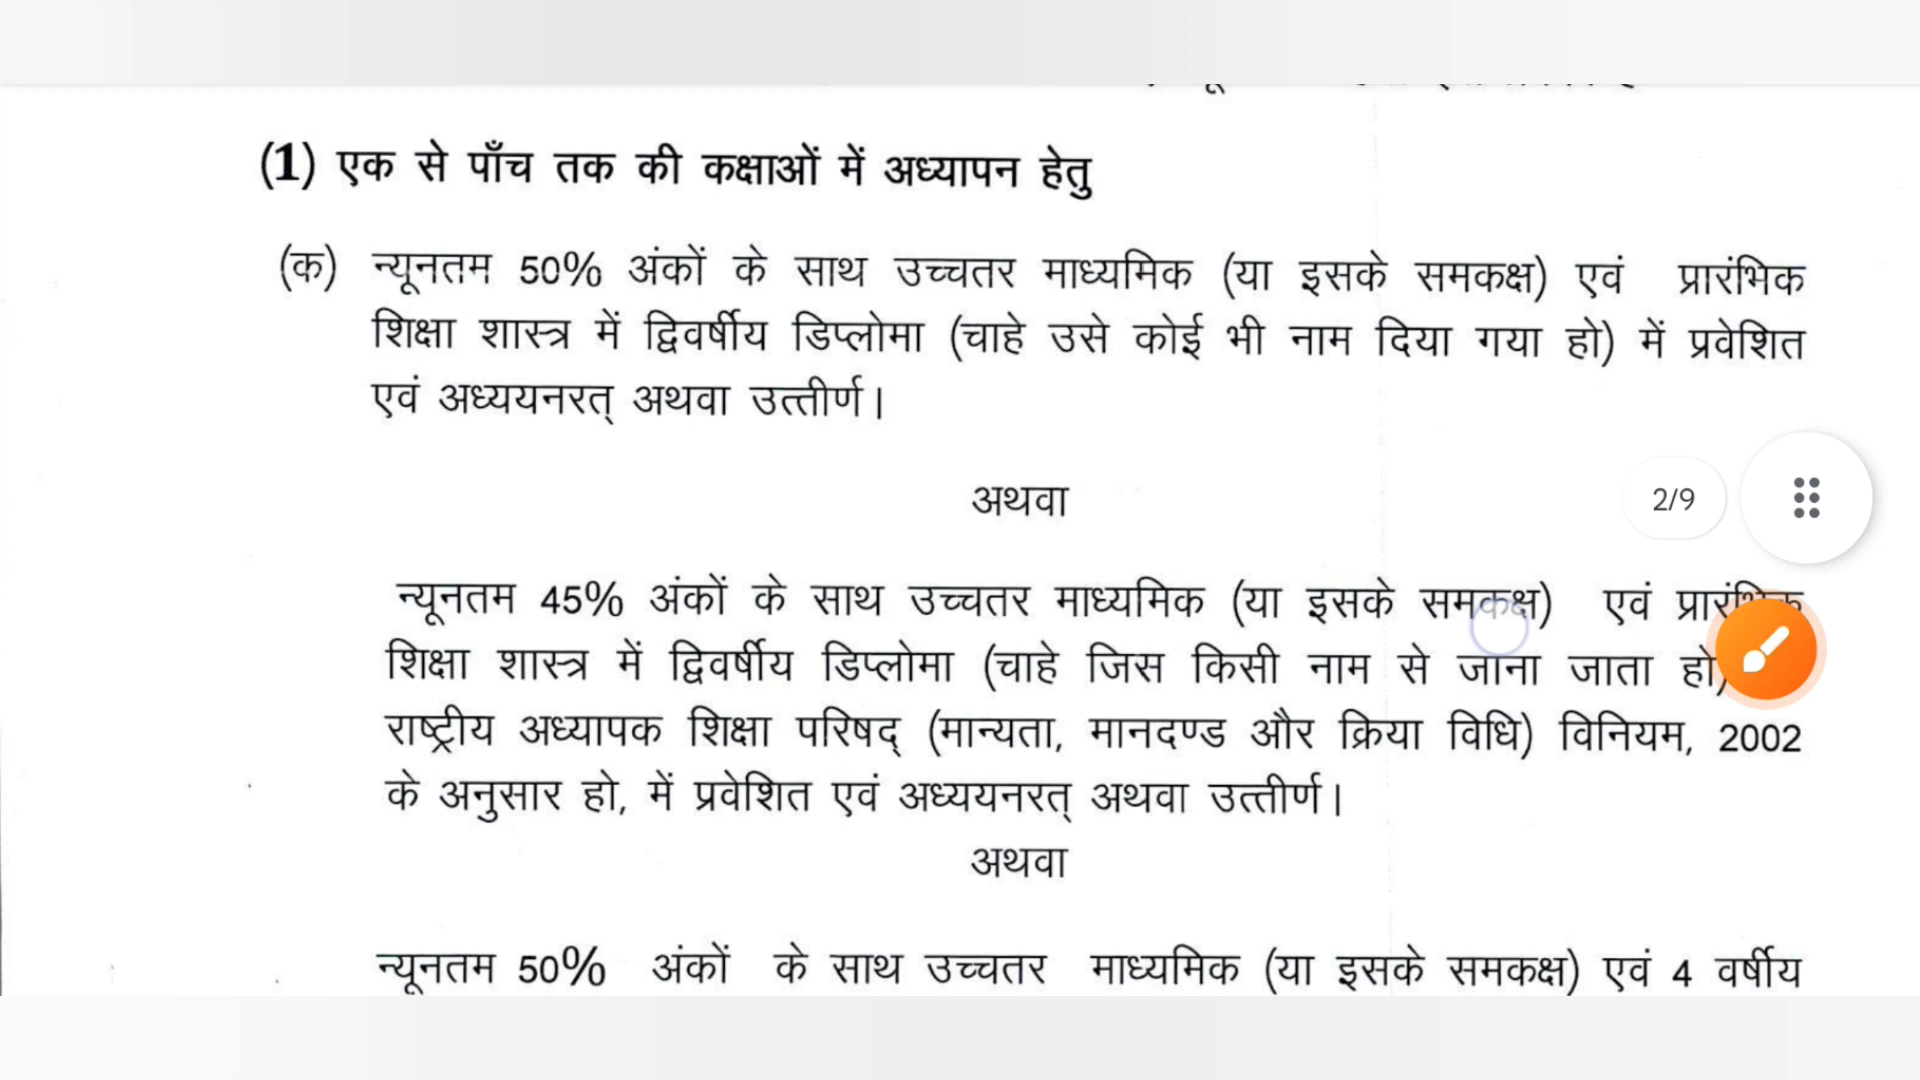 (1) एक से पाँच तक की कक्षाओं में अध्यापन हेतु
(क) न्यूनतम 50% अंकों के साथ उच्चतर माध्यमिक (या इसके समकक्ष) एवं प्रारंभिक
शिक्षा शास्त्र में द्विवर्षीय डिप्लोमा (चाहे उसे कोई भी नाम दिया गया हो) में प्रवेशित
एवं अध्ययनरत् अथवा उत्तीर्ण।
अथवा
2/9
न्यूनतम 45% अंकों के साथ उच्चतर माध्यमिक (या इसके समकक्ष) एवं प्रारंभिक
शिक्षा शास्त्र में द्विवर्षीय डिप्लोमा (चाहे जिस किसी नाम से जाना जाता हो)
राष्ट्रीय अध्यापक शिक्षा परिषद् (मान्यता, मानदण्ड और क्रिया विधि) विनियम, 2002
के अनुसार हो, में प्रवेशित एवं अध्ययनरत् अथवा उत्तीर्ण।
अथवा
न्यूनतम 50% अंकों के साथ उच्चतर माध्यमिक (या इसके समकक्ष) एवं 4 वर्षीय